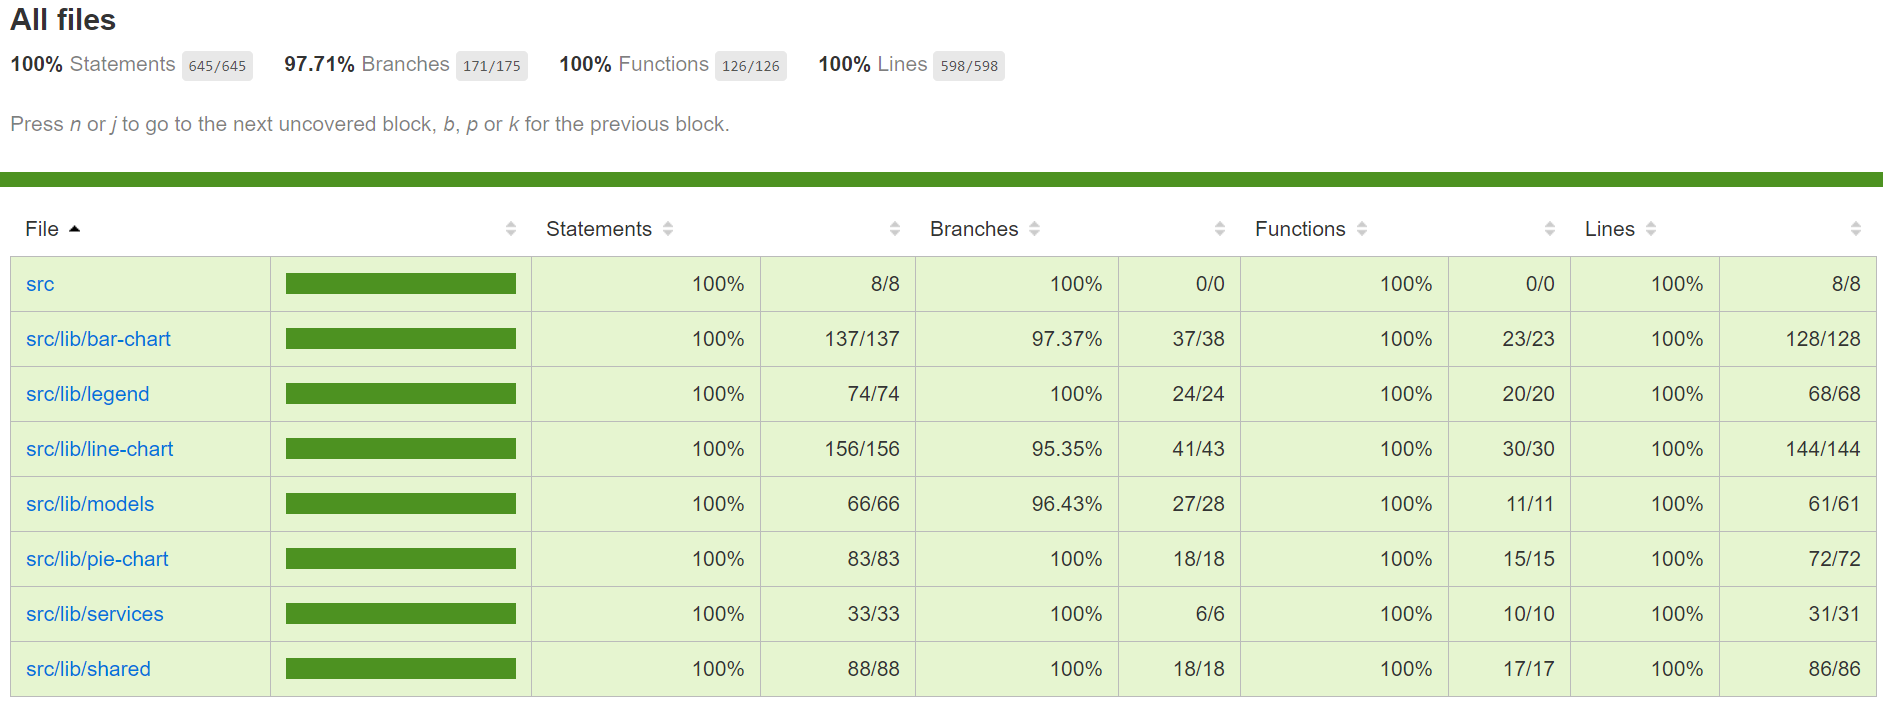 All files
100% Statements 645/645 97.71% Branches 171/175 100% Functions 126/126 100% Lines 598/598
Press n or j to go to the next uncovered block, b, p or k for the previous block.
File Statements Branches Functions Lines
src 100% 8/8 100% 0/0 100% 0/0 100% 8/8
src/lib/bar-chart 100% 137/137 97.37% 37/38 100% 23/23 100% 128/128
src/lib/legend 100% 74/74 100% 24/24 100% 20/20 100% 68/68
src/lib/line-chart 100% 156/156 95.35% 41/43 100% 30/30 100% 144/144
src/lib/models 100% 66/66 96.43% 27/28 100% 11/11 100% 61/61
src/lib/pie-chart 100% 83/83 100% 18/18 100% 15/15 100% 72/72
src/lib/services 100% 33/33 100% 6/6 100% 10/10 100% 31/31
src/lib/shared 100% 88/88 100% 18/18 100% 17/17 100% 86/86